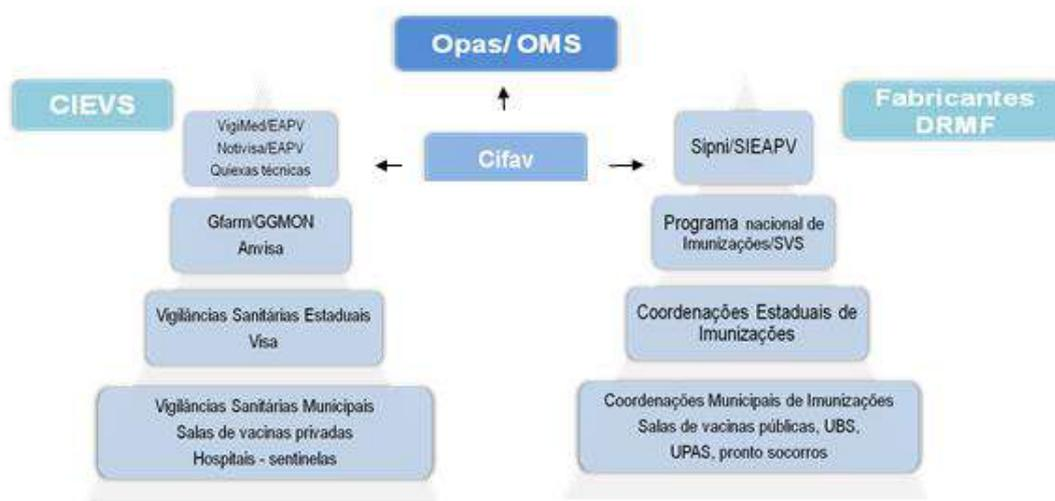 Opas/ OMS
CIEVS
Fabricantes
DRMF
VigiMed/EAPV
Notivisa/EAPV
Quiexas técnicas
Cifav
Sipni/SIEAPV
Gfarm/GGMON
Anvisa
Programa nacional de
Imunizações/SVS
Vigilâncias Sanitárias Estaduais
Visa
Coordenações Estaduais de
Imunizações
Vigilâncias Sanitárias Municipais
Salas de vacinas privadas
Hospitais - sentinelas
Coordenações Municipais de Imunizações
Salas de vacinas públicas, UBS,
UPAS, pronto socorros